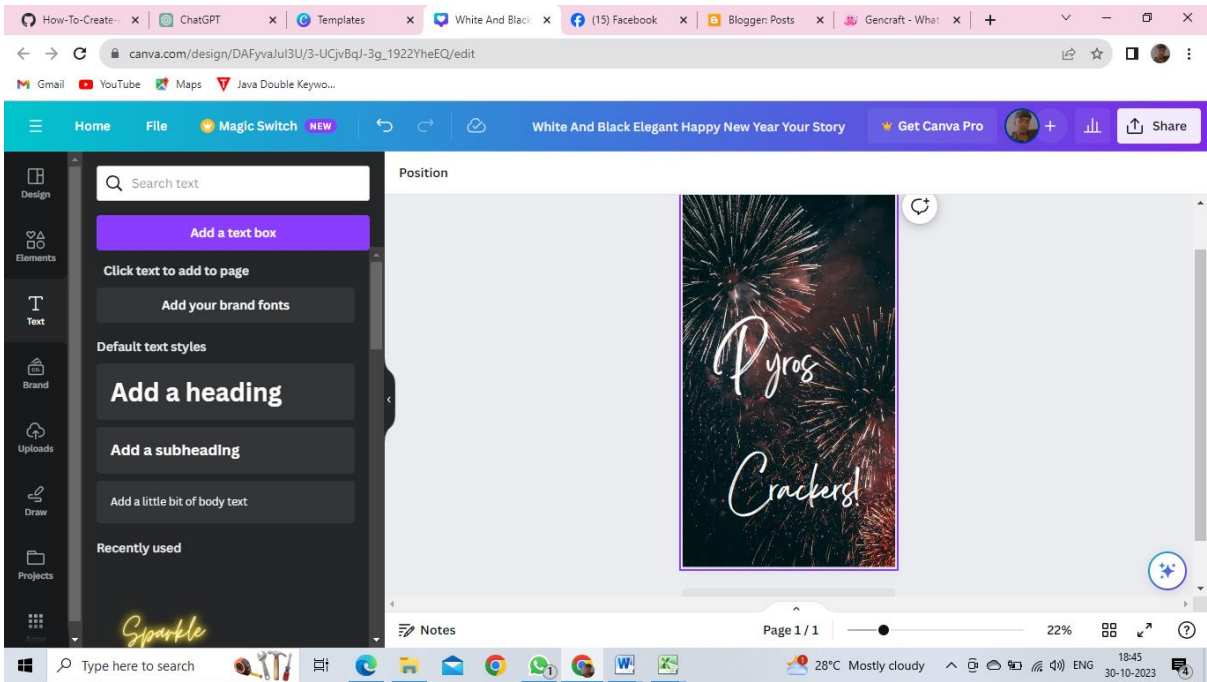 How-To-Create- ChatGPT Templates White And Black (15) Facebook Blogger: Posts Gencraft - What
canva.com/design/DAFyvaJuI3U/3-UCjvBqJ-3g_1922YheEQ/edit
Gmail YouTube Maps Java Double Keywo...
Home File Magic Switch NEW White And Black Elegant Happy New Year Your Story Get Canva Pro + Share
Design
Elements
Text
Brand
Uploads
Draw
Projects
Search text
Add a text box
Click text to add to page
Add your brand fonts
Default text styles
Add a heading
Add a subheading
Add a little bit of body text
Recently used
Sparkle
Position
Pyros
Crackers!
Notes Page 1 / 1 22%
Type here to search 28°C Mostly cloudy ENG 18:45
30-10-2023